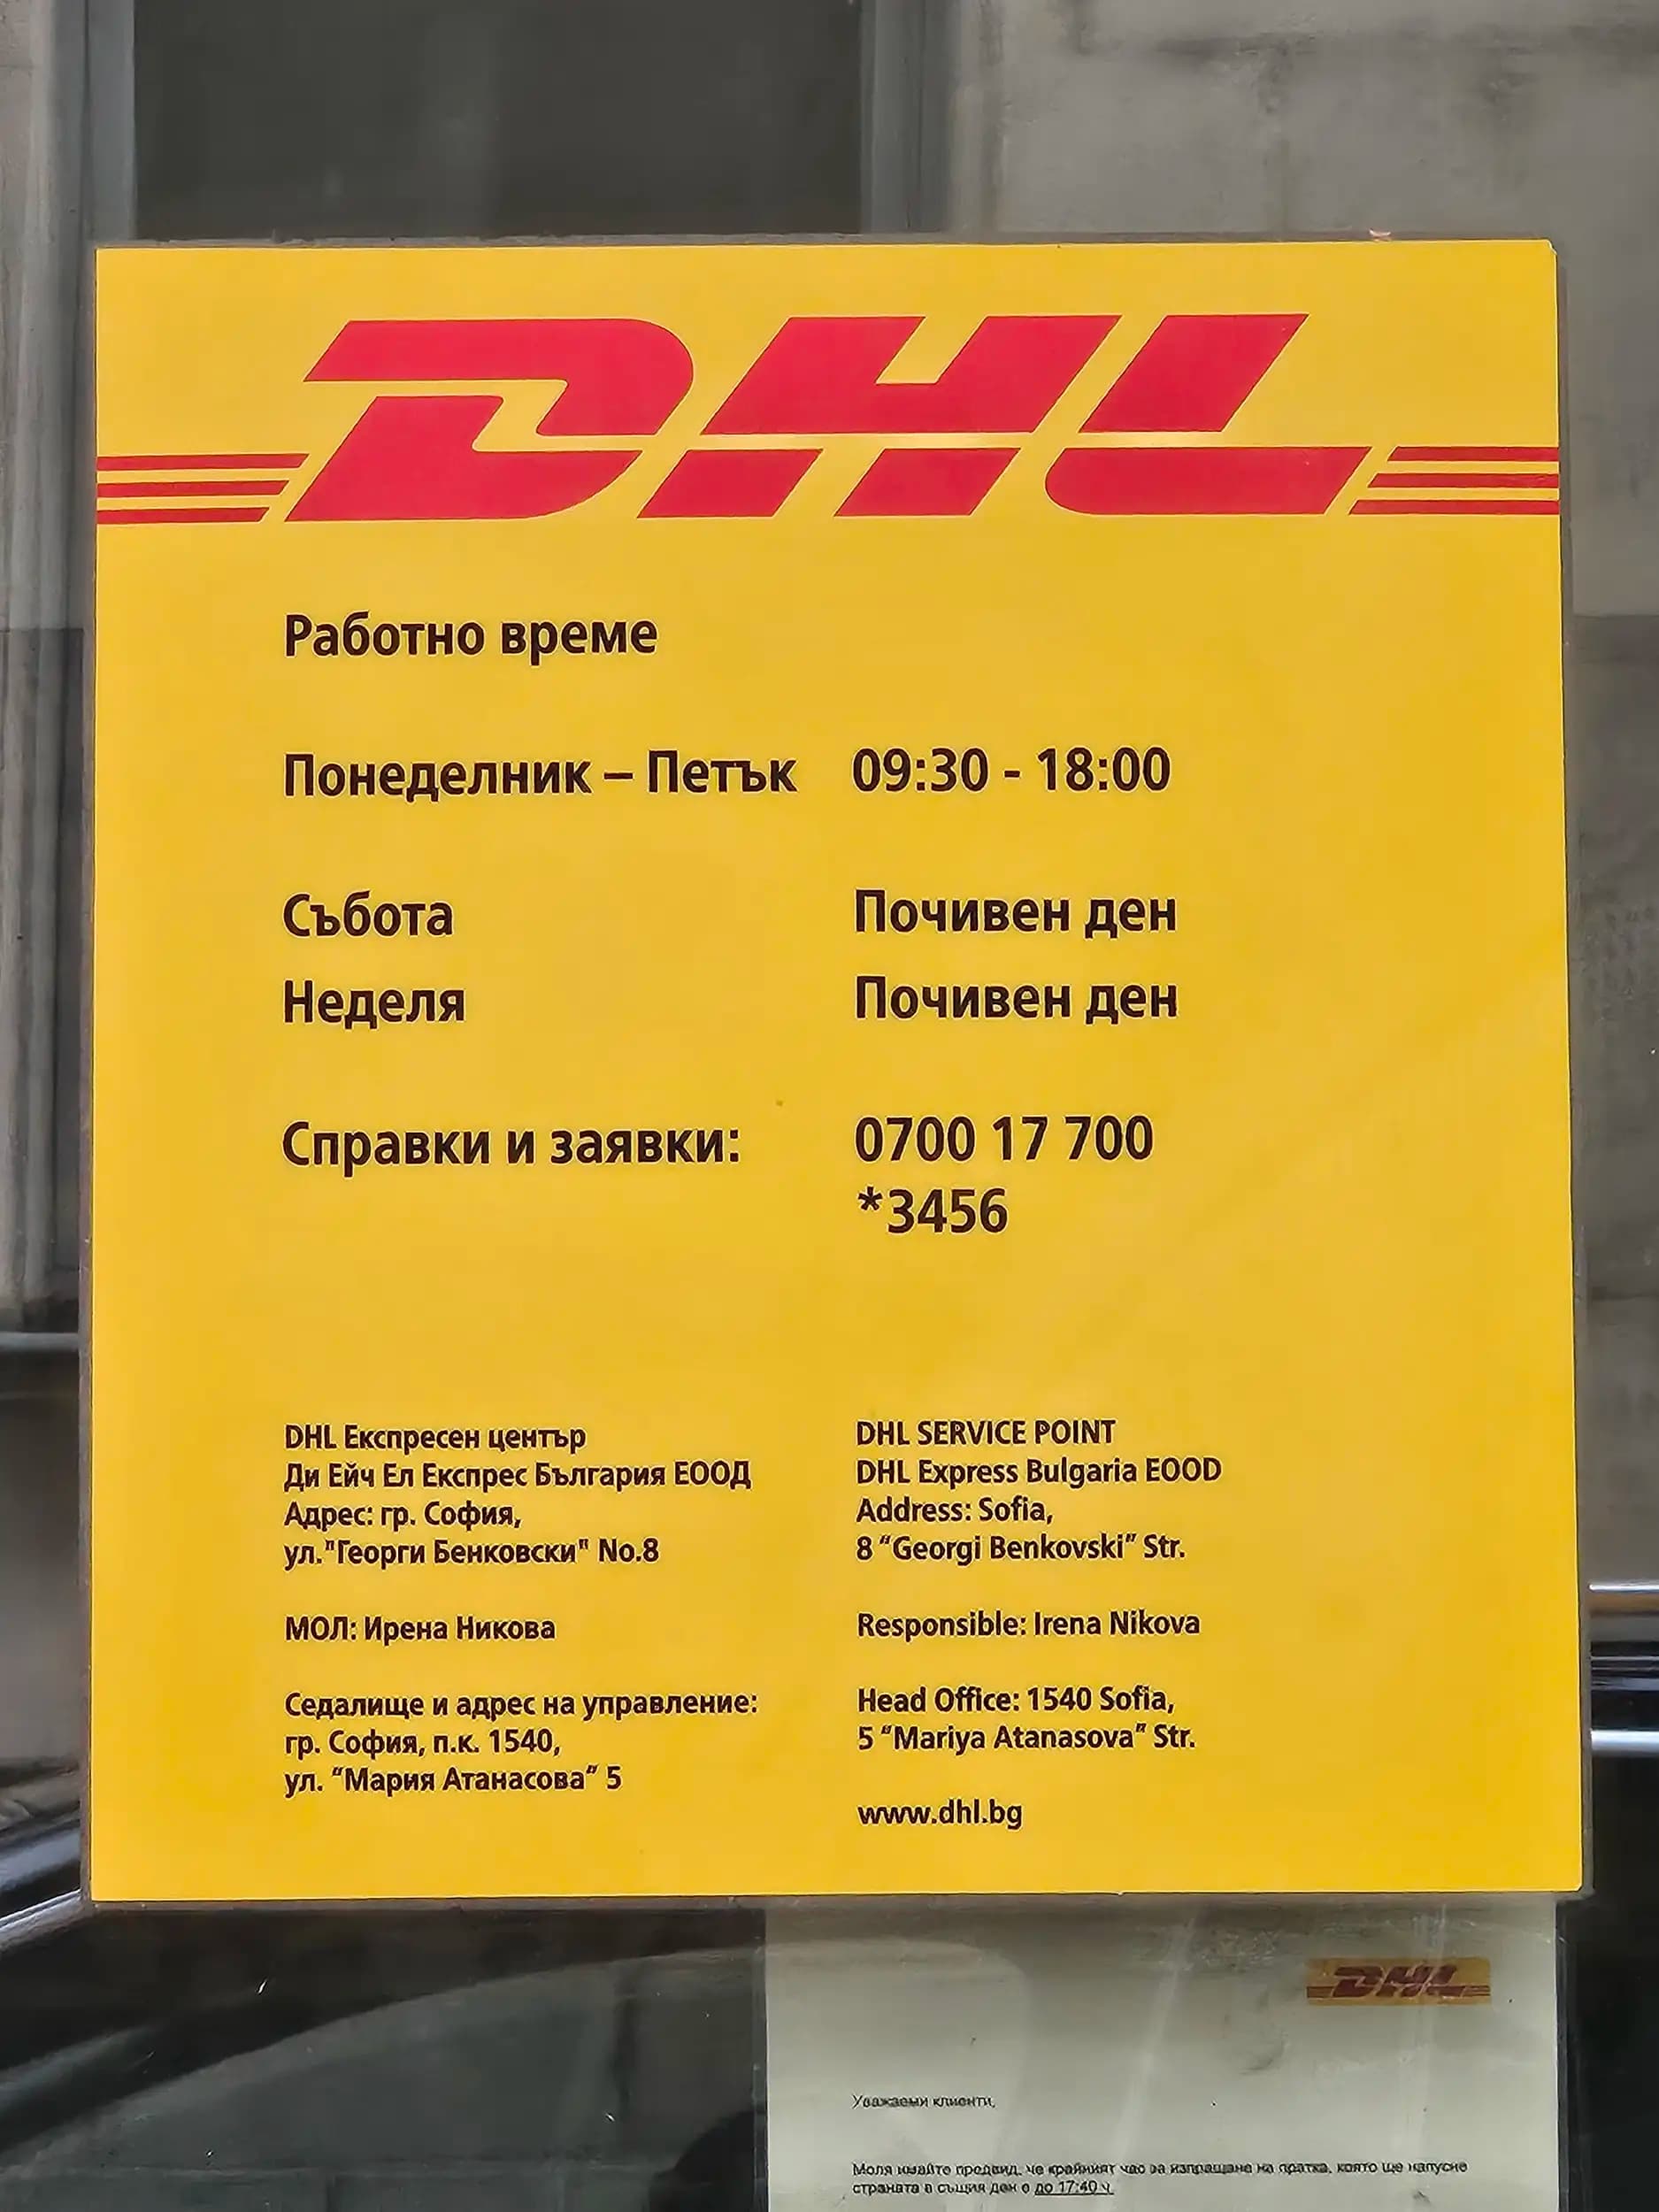 DHL
Работно време
Понеделник – Петък 09:30 - 18:00
Събота Почивен ден
Неделя Почивен ден
Справки и заявки: 0700 17 700
*3456
DHL Експресен център
Ди Ейч Ел Експрес България ЕООД
Адрес: гр. София,
ул."Георги Бенковски" No.8
МОЛ: Ирена Никова
Седалище и адрес на управление:
гр. София, п.к. 1540,
ул. "Мария Атанасова" 5
DHL SERVICE POINT
DHL Express Bulgaria EOOD
Address: Sofia,
8 "Georgi Benkovski" Str.
Responsible: Irena Nikova
Head Office: 1540 Sofia,
5 "Mariya Atanasova" Str.
www.dhl.bg
DHL
Уважаеми клиенти,
Моля имайте предвид, че крайният час за изпращане на пратка, която ще напусне
страната в същия ден е до 17:40 ч.